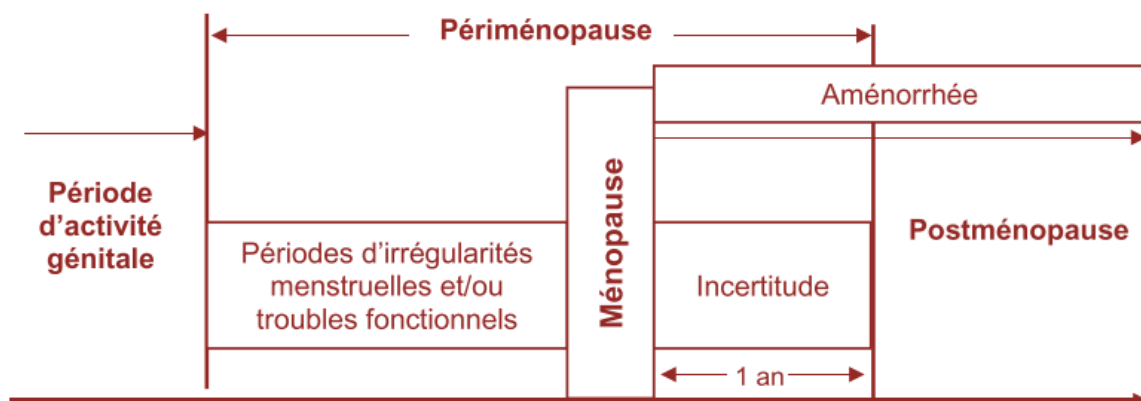 Périménopause
Aménorrhée
Période
d’activité
génitale
Périodes d’irrégularités
menstruelles et/ou
troubles fonctionnels
Ménopause
Incertitude
Postménopause
1 an